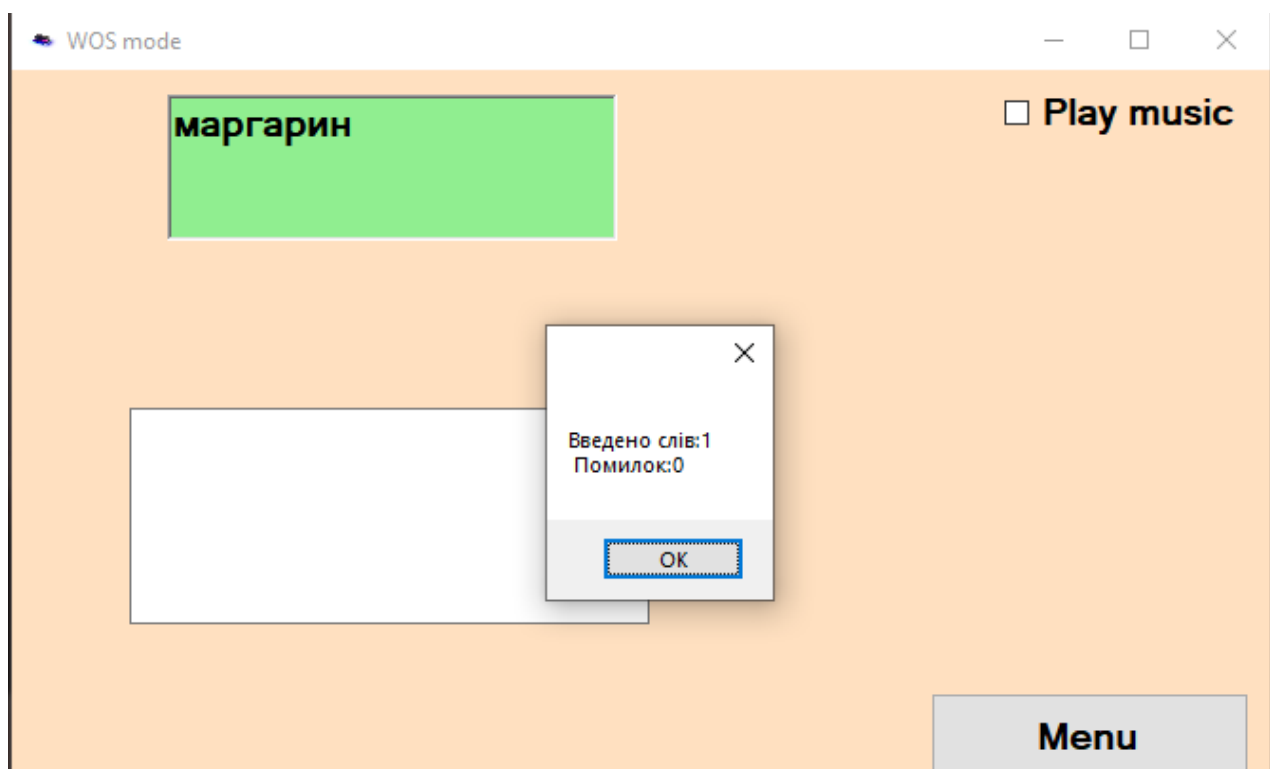 WOS mode
маргарин
Play music
Введено слів:1
Помилок:0
OK
Menu